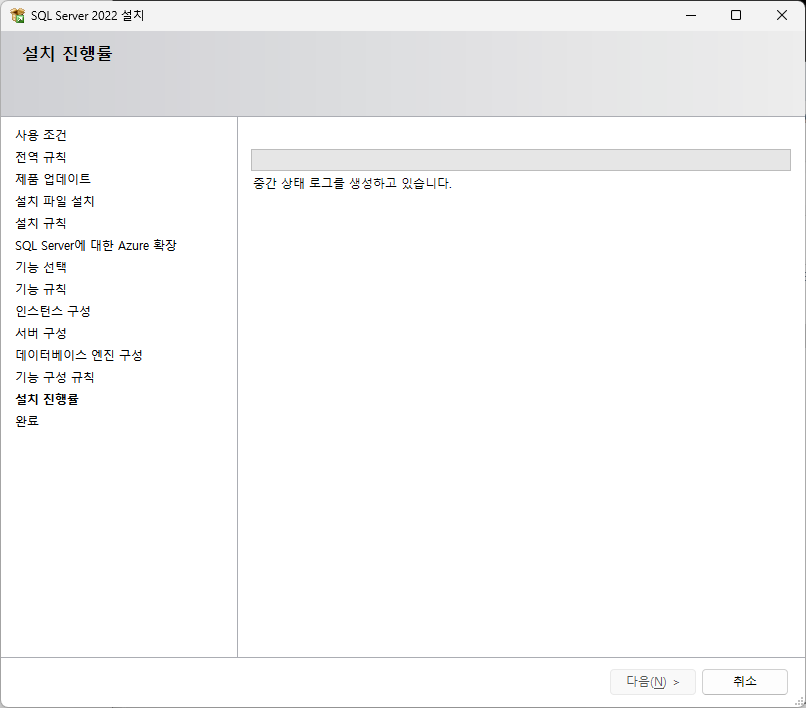 SQL Server 2022 설치
설치 진행률
사용 조건
전역 규칙
제품 업데이트
설치 파일 설치
설치 규칙
SQL Server에 대한 Azure 확장
기능 선택
기능 규칙
인스턴스 구성
서버 구성
데이터베이스 엔진 구성
기능 구성 규칙
설치 진행률
완료
중간 상태 로그를 생성하고 있습니다.
다음(N) >
취소